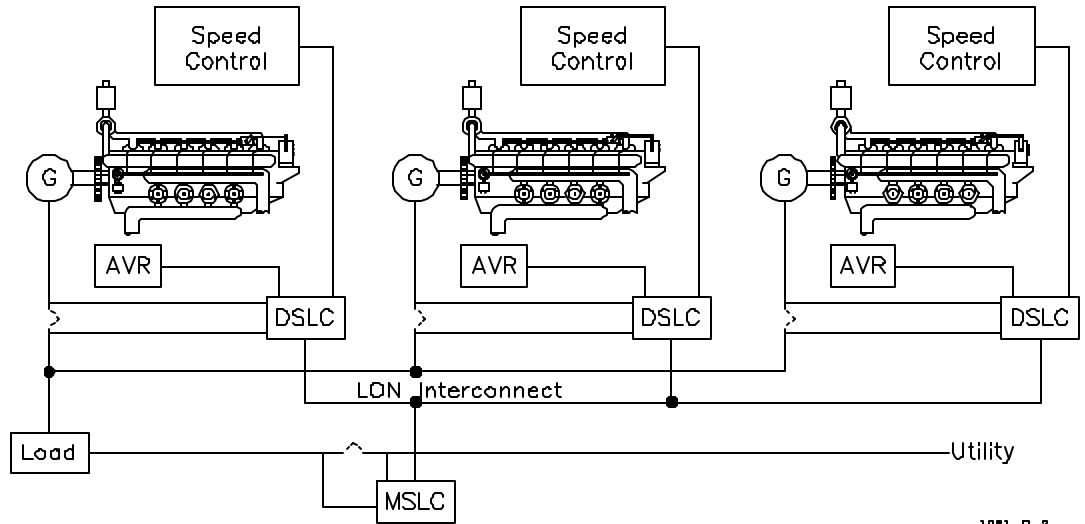 Speed
Control
Speed
Control
Speed
Control
G
G
G
AVR
AVR
AVR
DSLC
DSLC
DSLC
LON Interconnect
Load
Utility
MSLC